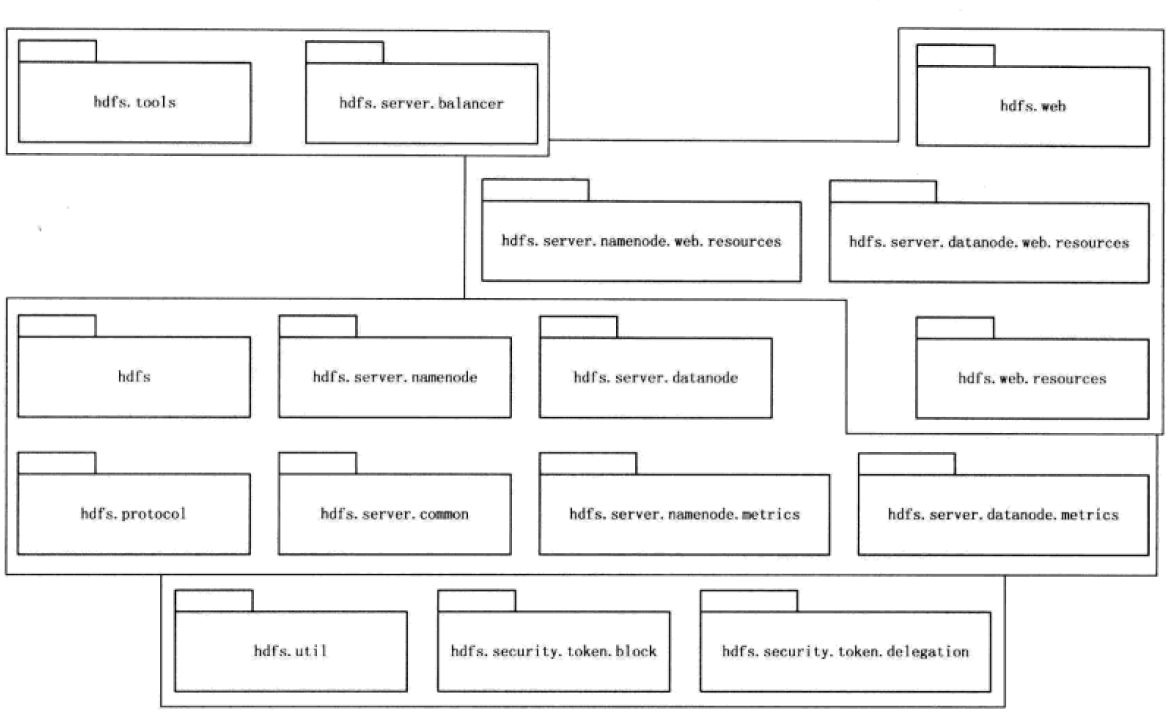 hdfs.tools
hdfs.server.balancer
hdfs.web
hdfs.server.namenode.web.resources
hdfs.server.datanode.web.resources
hdfs
hdfs.server.namenode
hdfs.server.datanode
hdfs.web.resources
hdfs.protocol
hdfs.server.common
hdfs.server.namenode.metrics
hdfs.server.datanode.metrics
hdfs.util
hdfs.security.token.block
hdfs.security.token.delegation